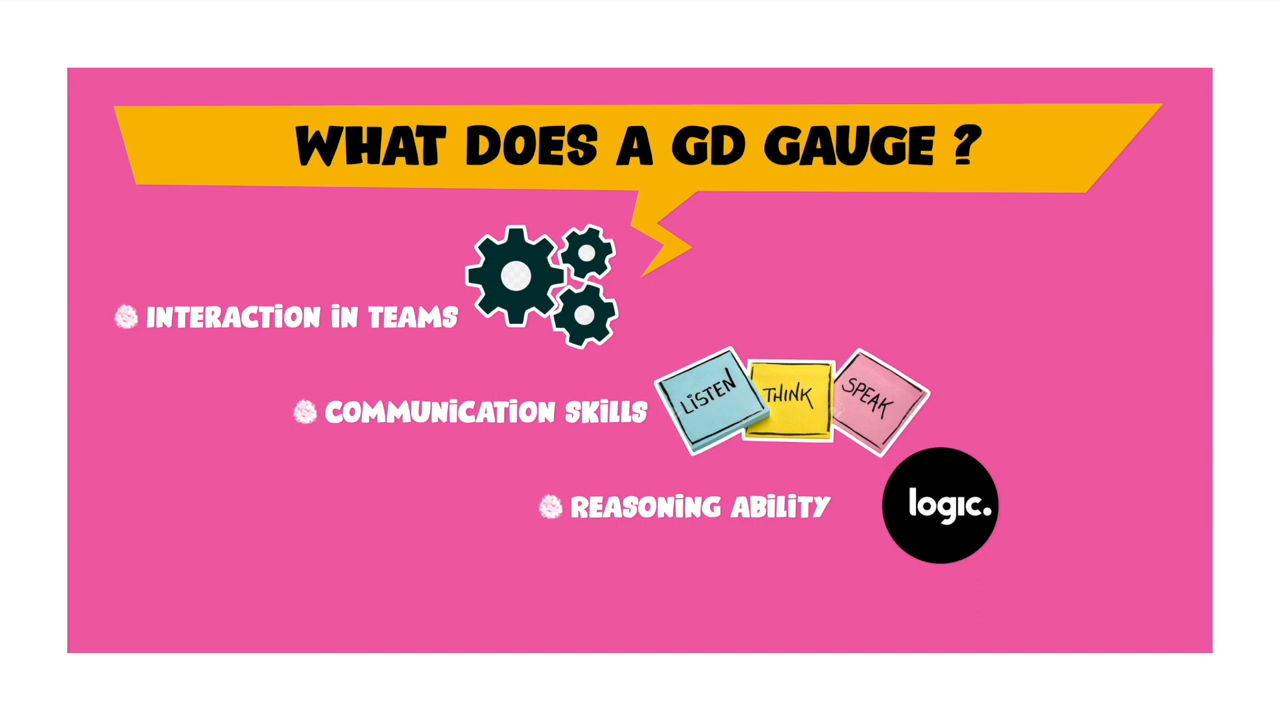 WHAT DOES A GD GAUGE ?
INTERACTION IN TEAMS
COMMUNICATION SKILLS
LISTEN THINK SPEAK
REASONING ABILITY
logic.